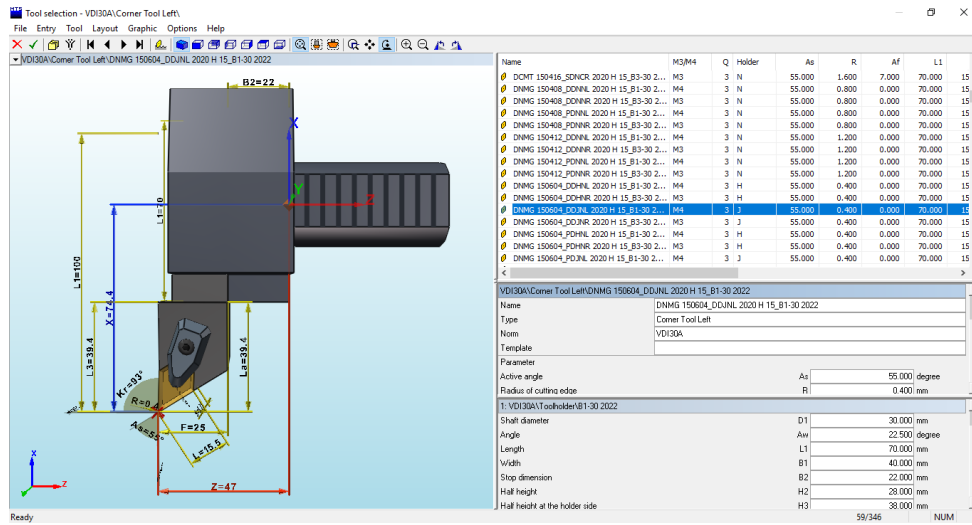 Tool selection - VDI30A\Corner Tool Left\
File Entry Tool Layout Graphic Options Help
VDI30A\Corner Tool Left\DNMG 150604_DDJNL 2020 H 15_B1-30 2022
B2=22
X
Y
Z
L1=70
L1=100
X=74.4
L3=39.4
La=39.4
Kr=93°
R=0.4
As=55°
F=25
L=15.5
Z=47
X
Z
Name M3/M4 Q Holder As R Af L1
DCMT 150416_SDNCR 2020 H 15_B3-30 2... M3 3 N 55.000 1.600 7.000 70.000 15
DNMG 150408_DDNNL 2020 H 15_B1-30 2... M4 3 N 55.000 0.800 0.000 70.000 15
DNMG 150408_DDNNR 2020 H 15_B3-30 2... M3 3 N 55.000 0.800 0.000 70.000 15
DNMG 150408_PDNNL 2020 H 15_B1-30 2... M4 3 N 55.000 0.800 0.000 70.000 15
DNMG 150408_PDNNR 2020 H 15_B3-30 2... M3 3 N 55.000 0.800 0.000 70.000 15
DNMG 150412_DDNNL 2020 H 15_B1-30 2... M4 3 N 55.000 1.200 0.000 70.000 15
DNMG 150412_DDNNR 2020 H 15_B3-30 2... M3 3 N 55.000 1.200 0.000 70.000 15
DNMG 150412_PDNNL 2020 H 15_B1-30 2... M4 3 N 55.000 1.200 0.000 70.000 15
DNMG 150412_PDNNR 2020 H 15_B3-30 2... M3 3 N 55.000 1.200 0.000 70.000 15
DNMG 150604_DDHNL 2020 H 15_B1-30 2... M4 3 H 55.000 0.400 0.000 70.000 15
DNMG 150604_DDHNR 2020 H 15_B3-30 2... M3 3 H 55.000 0.400 0.000 70.000 15
DNMG 150604_DDJNL 2020 H 15_B1-30 2... M4 3 J 55.000 0.400 0.000 70.000 15
DNMG 150604_DDJNR 2020 H 15_B3-30 2... M3 3 J 55.000 0.400 0.000 70.000 15
DNMG 150604_PDHNL 2020 H 15_B1-30 2... M4 3 H 55.000 0.400 0.000 70.000 15
DNMG 150604_PDHNR 2020 H 15_B3-30 2... M3 3 H 55.000 0.400 0.000 70.000 15
DNMG 150604_PDJNL 2020 H 15_B1-30 2... M4 3 J 55.000 0.400 0.000 70.000 15
VDI30A\Corner Tool Left\DNMG 150604_DDJNL 2020 H 15_B1-30 2022
Name DNMG 150604_DDJNL 2020 H 15_B1-30 2022
Type Corner Tool Left
Norm VDI30A
Template
Parameter
Active angle As 55.000 degree
Radius of cutting edge R 0.400 mm
1: VDI30A\Toolholder\B1-30 2022
Shaft diameter D1 30.000 mm
Angle Aw 22.500 degree
Length L1 70.000 mm
Width B1 40.000 mm
Stop dimension B2 22.000 mm
Half height H2 28.000 mm
Half height at the holder side H3 38.000 mm
Ready 59/346 NUM